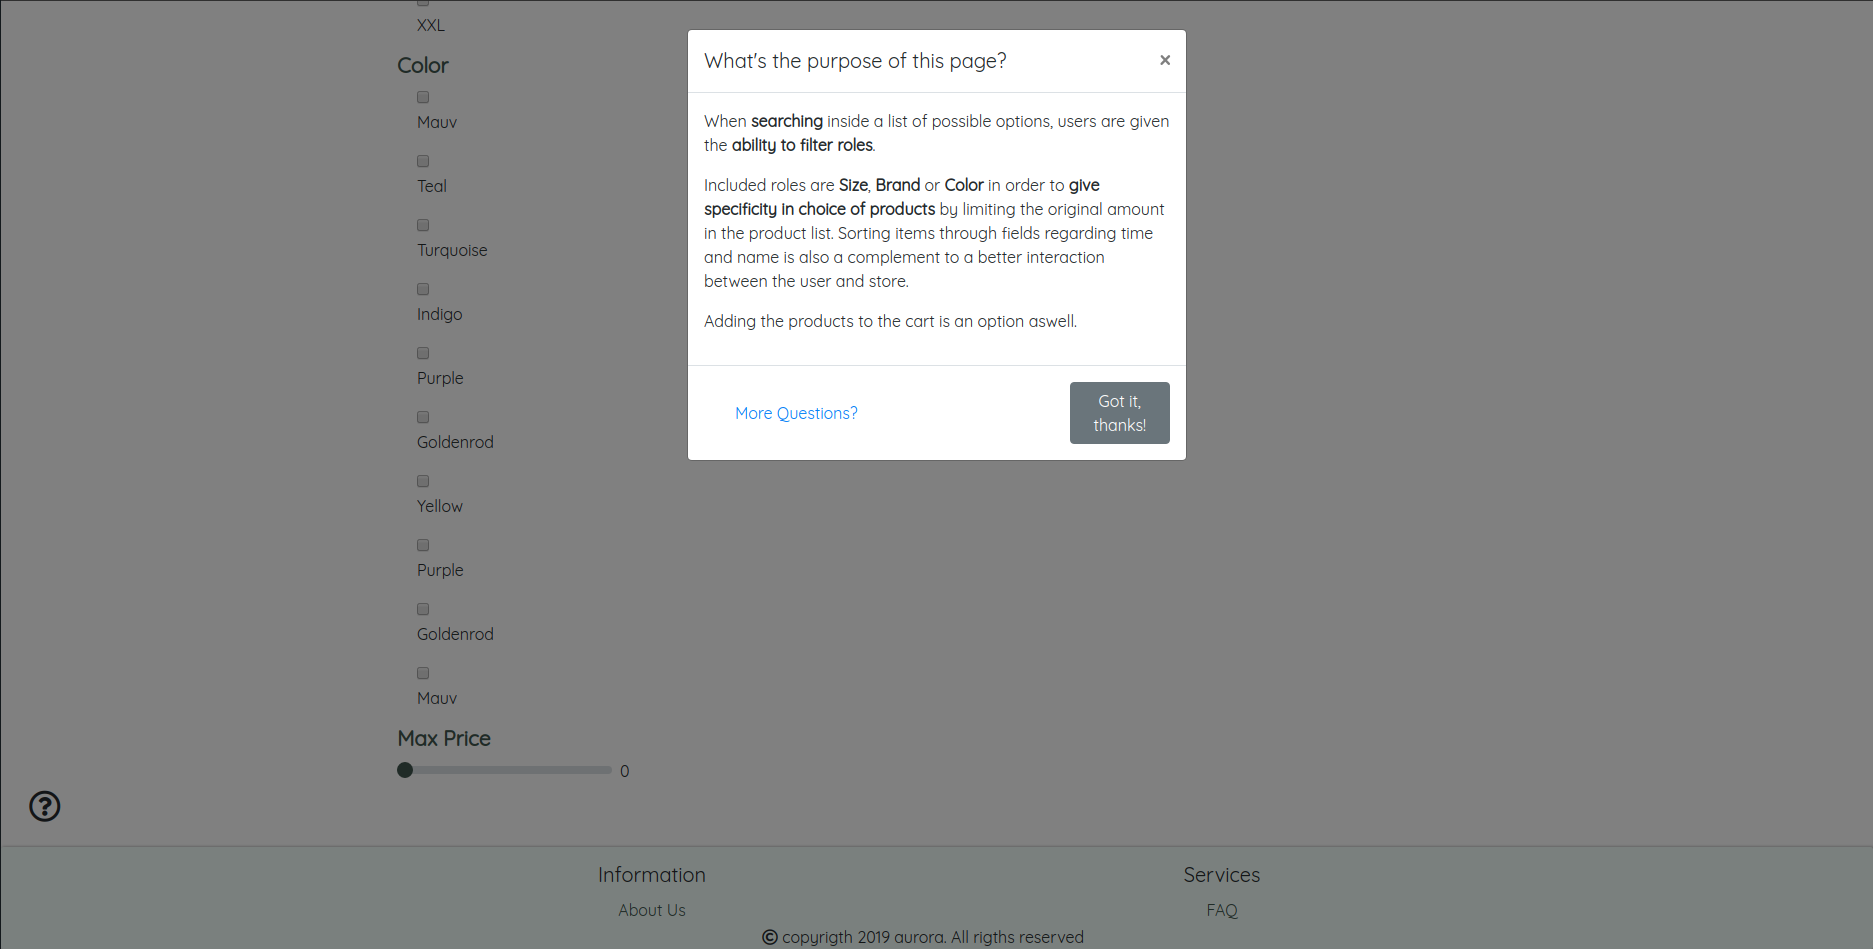 XXL
Color
Mauv
Teal
Turquoise
Indigo
Purple
Goldenrod
Yellow
Purple
Goldenrod
Mauv
Max Price
0
What's the purpose of this page?
×
When searching inside a list of possible options, users are given
the ability to filter roles.
Included roles are Size, Brand or Color in order to give
specificity in choice of products by limiting the original amount
in the product list. Sorting items through fields regarding time
and name is also a complement to a better interaction
between the user and store.
Adding the products to the cart is an option aswell.
More Questions?
Got it,
thanks!
?
Information
About Us
Services
FAQ
© copyrigth 2019 aurora. All rigths reserved